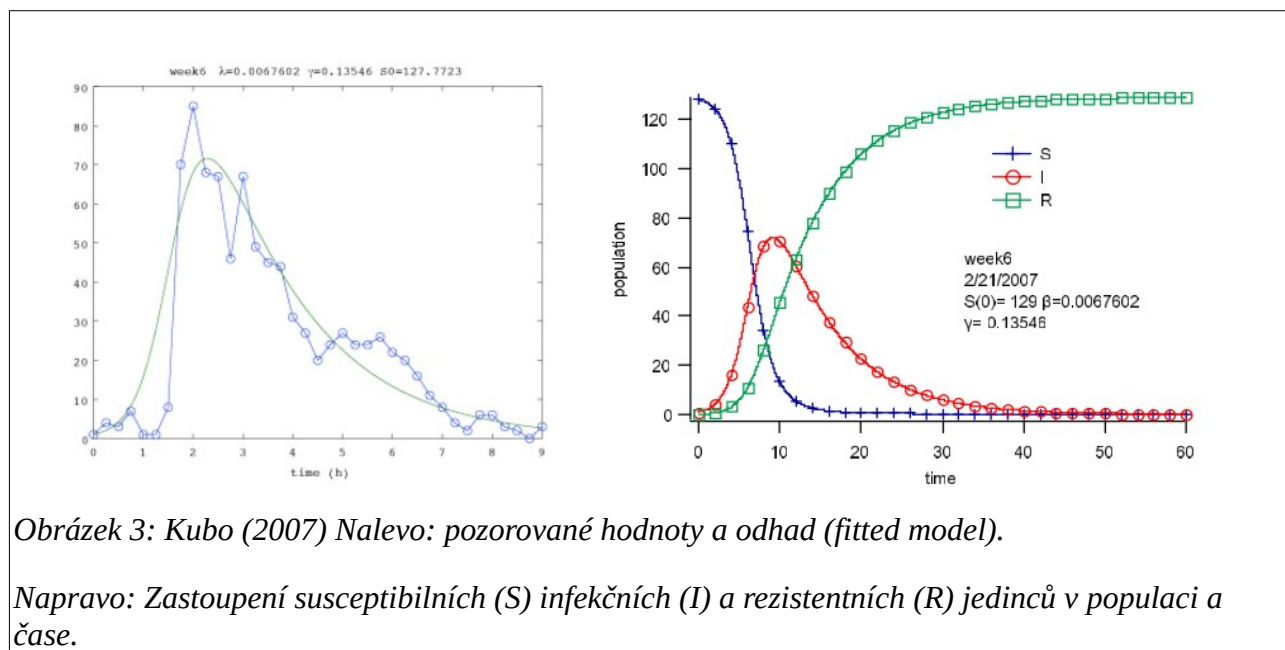 week6 λ=0.0067602 γ=0.13546 S0=127.7723
90
80
70
60
50
40
30
20
10
0
0 1 2 3 4 5 6 7 8 9
time (h)
120
100
80
60
40
20
0
population
S
I
R
week6
2/21/2007
S(0)= 129 β=0.0067602
γ= 0.13546
0 10 20 30 40 50 60
time
Obrázek 3: Kubo (2007) Nalevo: pozorované hodnoty a odhad (fitted model).
Napravo: Zastoupení susceptibilních (S) infekčních (I) a rezistentních (R) jedinců v populaci a
čase.